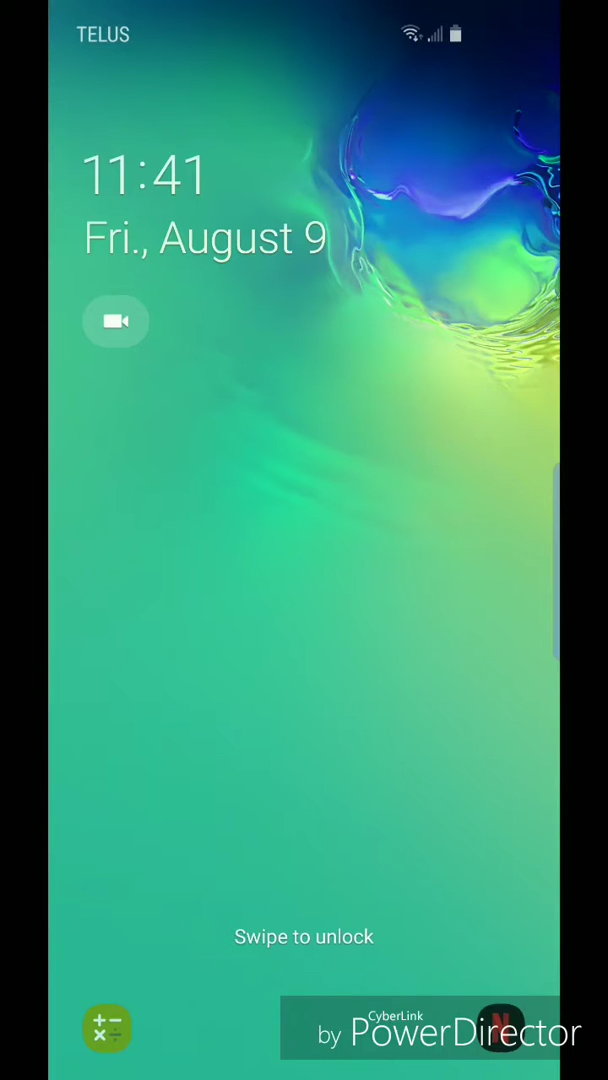 TELUS
11:41
Fri., August 9
Swipe to unlock
CyberLink
by PowerDirector